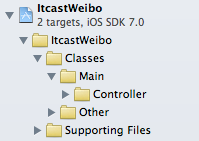 ItcastWeibo
2 targets, iOS SDK 7.0
ItcastWeibo
Classes
Main
Controller
Other
Supporting Files